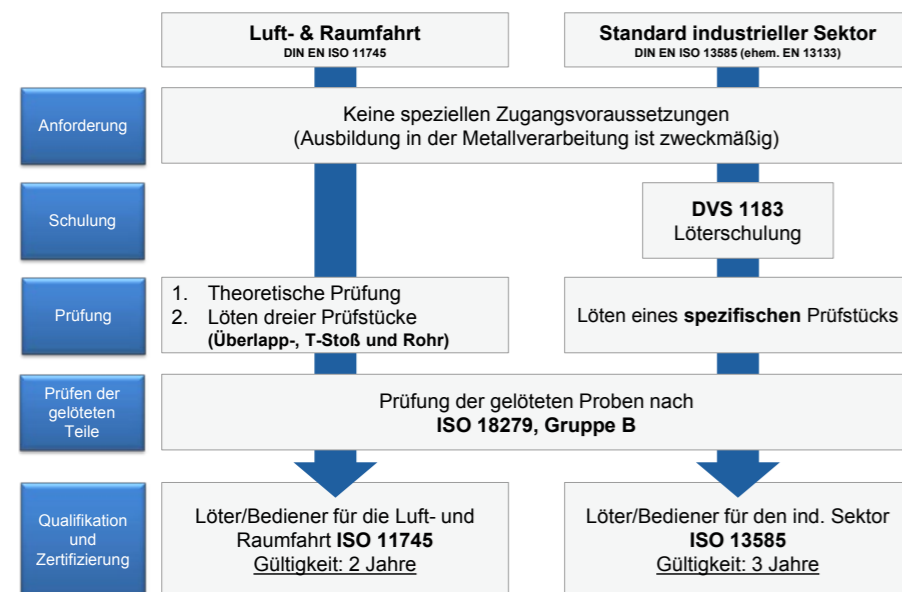 Luft- & Raumfahrt
DIN EN ISO 11745
Standard industrieller Sektor
DIN EN ISO 13585 (ehem. EN 13133)
Anforderung
Keine speziellen Zugangsvoraussetzungen
(Ausbildung in der Metallverarbeitung ist zweckmäßig)
Schulung
DVS 1183
Löterschulung
Prüfung
1. Theoretische Prüfung
2. Löten dreier Prüfstücke
(Überlapp-, T-Stoß und Rohr)
Löten eines spezifischen Prüfstücks
Prüfen der
gelöteten
Teile
Prüfung der gelöteten Proben nach
ISO 18279, Gruppe B
Qualifikation
und
Zertifizierung
Löter/Bediener für die Luft- und
Raumfahrt ISO 11745
Gültigkeit: 2 Jahre
Löter/Bediener für den ind. Sektor
ISO 13585
Gültigkeit: 3 Jahre